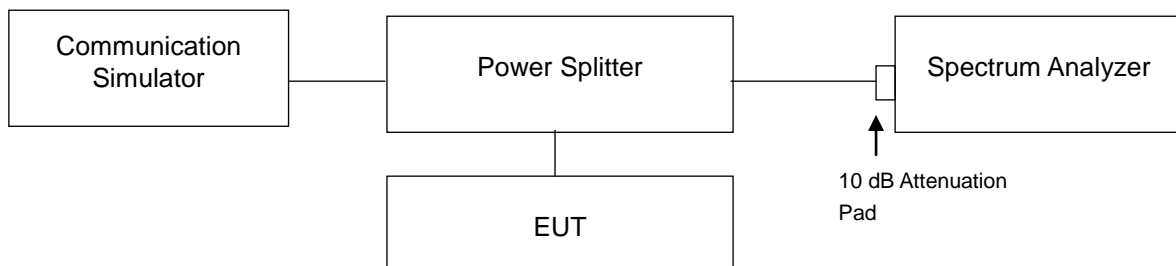 Communication
Simulator
Power Splitter
Spectrum Analyzer
10 dB Attenuation
Pad
EUT